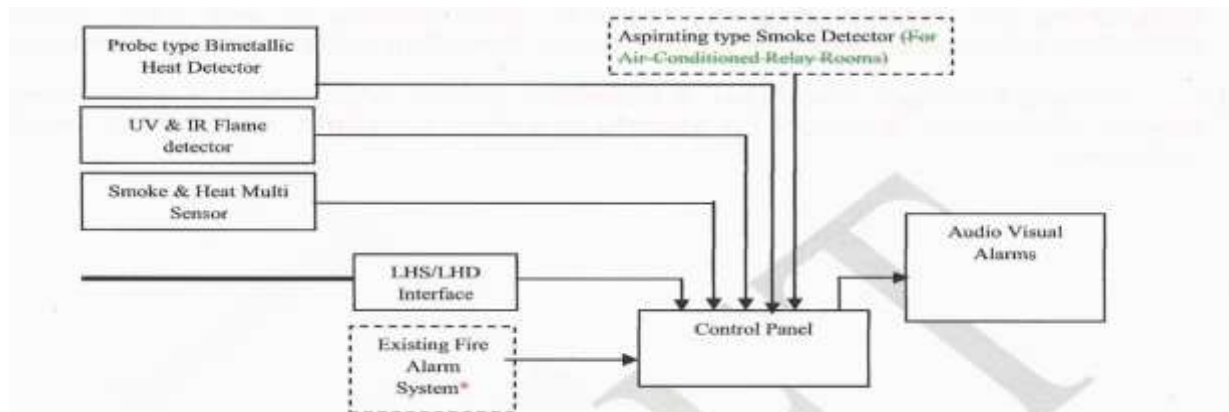 Probe type Bimetallic
Heat Detector
Aspirating type Smoke Detector (For
Air-Conditioned Relay Rooms)
UV & IR Flame
detector
Smoke & Heat Multi
Sensor
Audio Visual
Alarms
LHS/LHD
Interface
Control Panel
Existing Fire
Alarm
System*